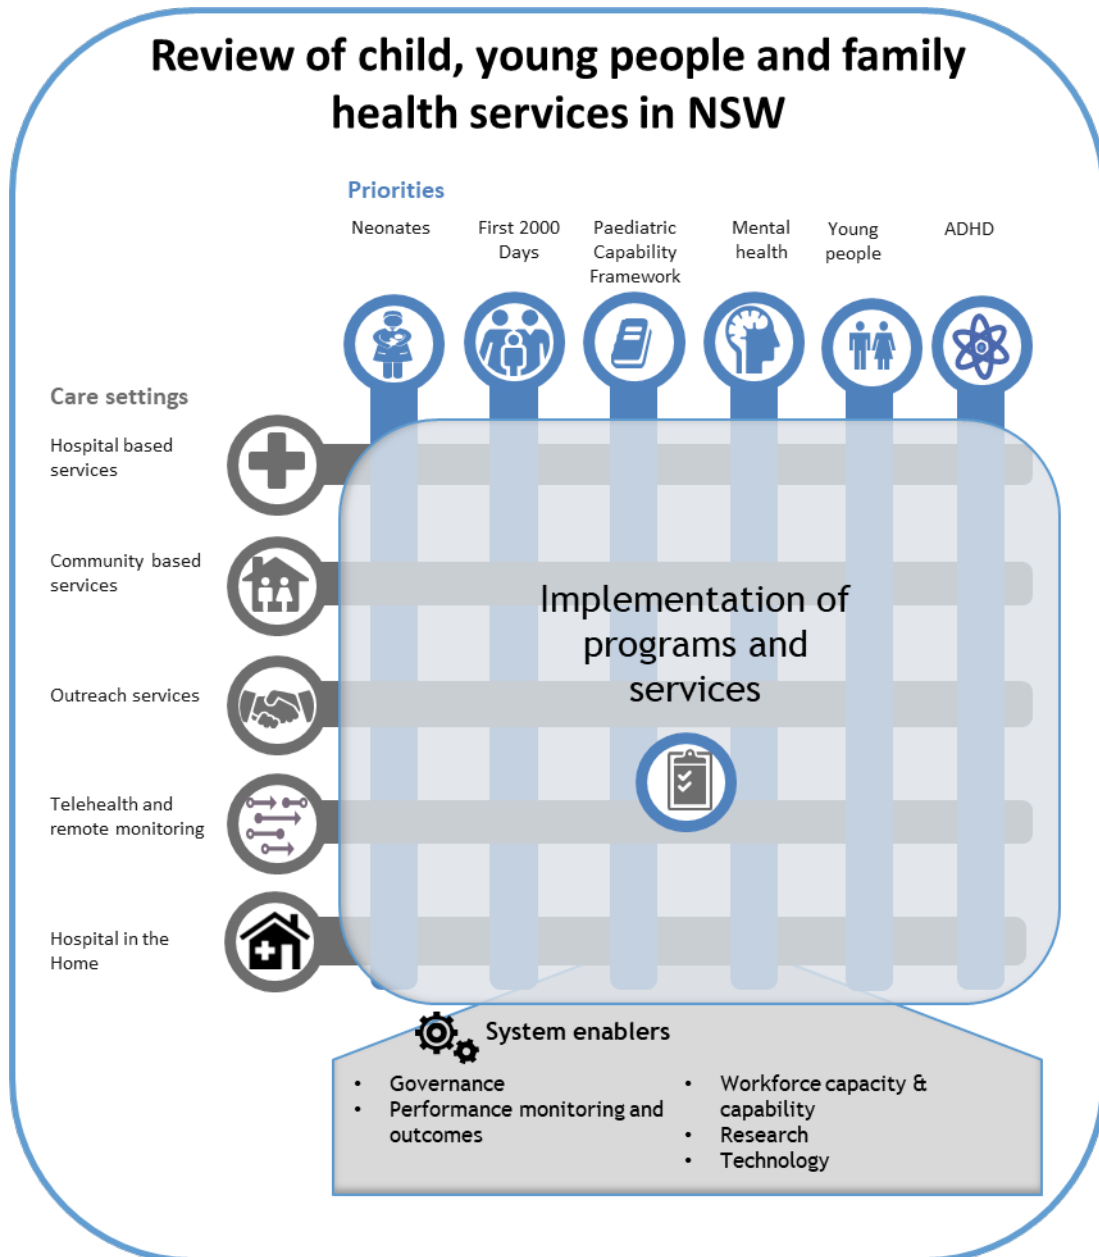 Review of child, young people and family
health services in NSW
Priorities
Neonates
First 2000
Days
Paediatric
Capability
Framework
Mental
health
Young
people
ADHD
Care settings
Hospital based
services
Community based
services
Outreach services
Telehealth and
remote monitoring
Hospital in the
Home
Implementation of
programs and
services
System enablers
• Governance
• Performance monitoring and
outcomes
• Workforce capacity &
capability
• Research
• Technology